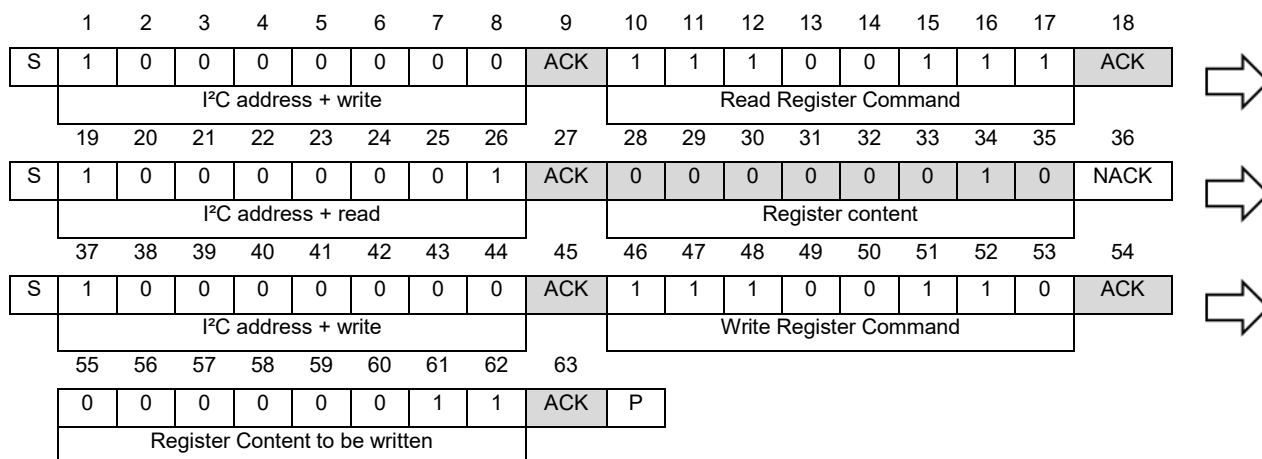 1 2 3 4 5 6 7 8 9 10 11 12 13 14 15 16 17 18
S 1 0 0 0 0 0 0 0 ACK 1 1 1 0 0 1 1 1 ACK
I²C address + write Read Register Command
19 20 21 22 23 24 25 26 27 28 29 30 31 32 33 34 35 36
S 1 0 0 0 0 0 0 1 ACK 0 0 0 0 0 0 1 0 NACK
I²C address + read Register content
37 38 39 40 41 42 43 44 45 46 47 48 49 50 51 52 53 54
S 1 0 0 0 0 0 0 0 ACK 1 1 1 0 0 1 1 0 ACK
I²C address + write Write Register Command
55 56 57 58 59 60 61 62 63
0 0 0 0 0 0 1 1 ACK P
Register Content to be written